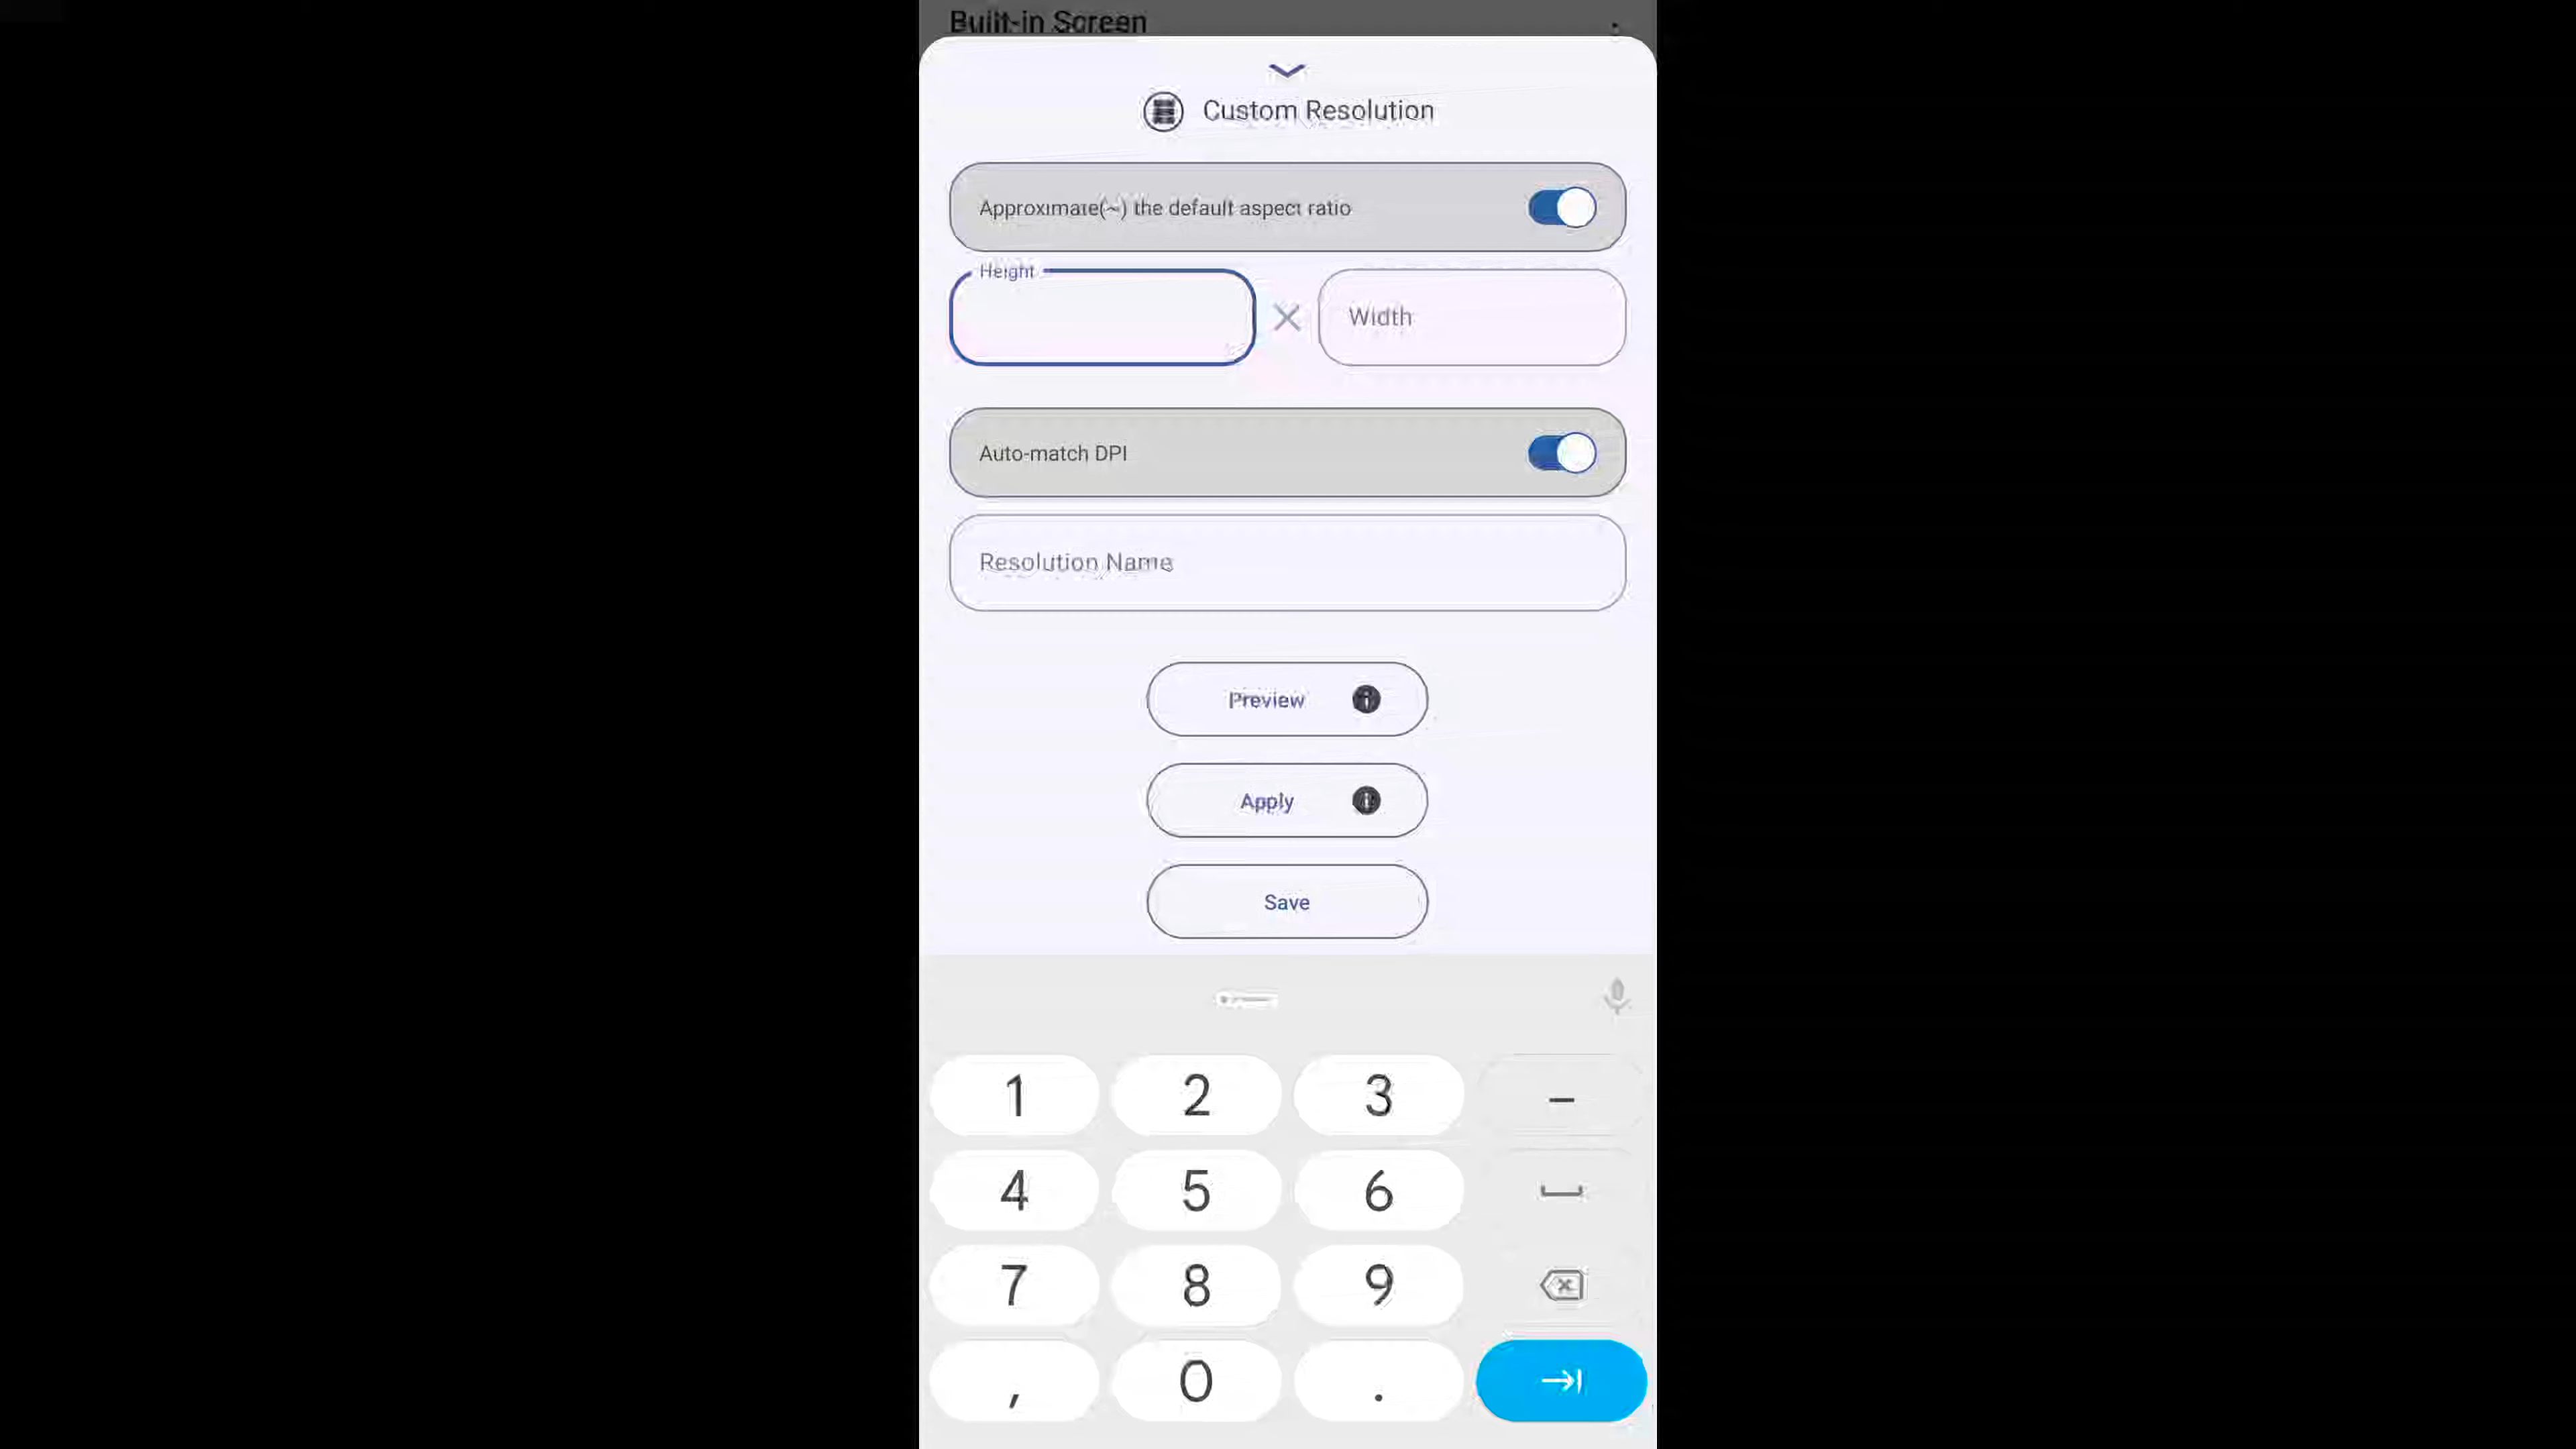 Built-in Screen
Custom Resolution
Approximate(~) the default aspect ratio
Height
Width
Auto-match DPI
Resolution Name
Preview
Apply
Save
1 2 3 –
4 5 6
7 8 9
, 0 .